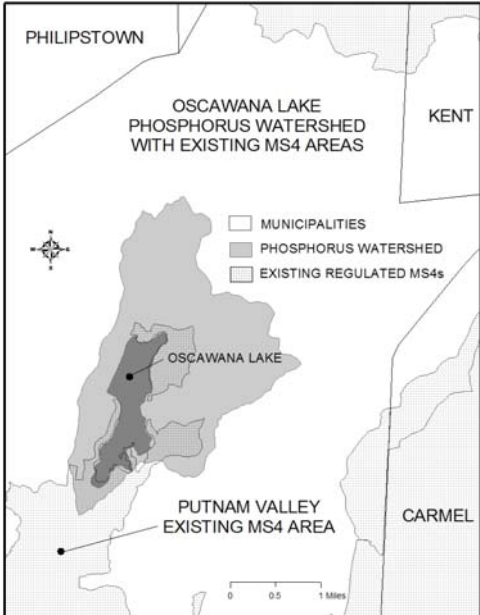 PHILIPSTOWN
OSCAWANA LAKE
PHOSPHORUS WATERSHED
WITH EXISTING MS4 AREAS
KENT
N
W E
S
MUNICIPALITIES
PHOSPHORUS WATERSHED
EXISTING REGULATED MS4s
OSCAWANA LAKE
PUTNAM VALLEY
EXISTING MS4 AREA
CARMEL
0 0.5 1 Miles